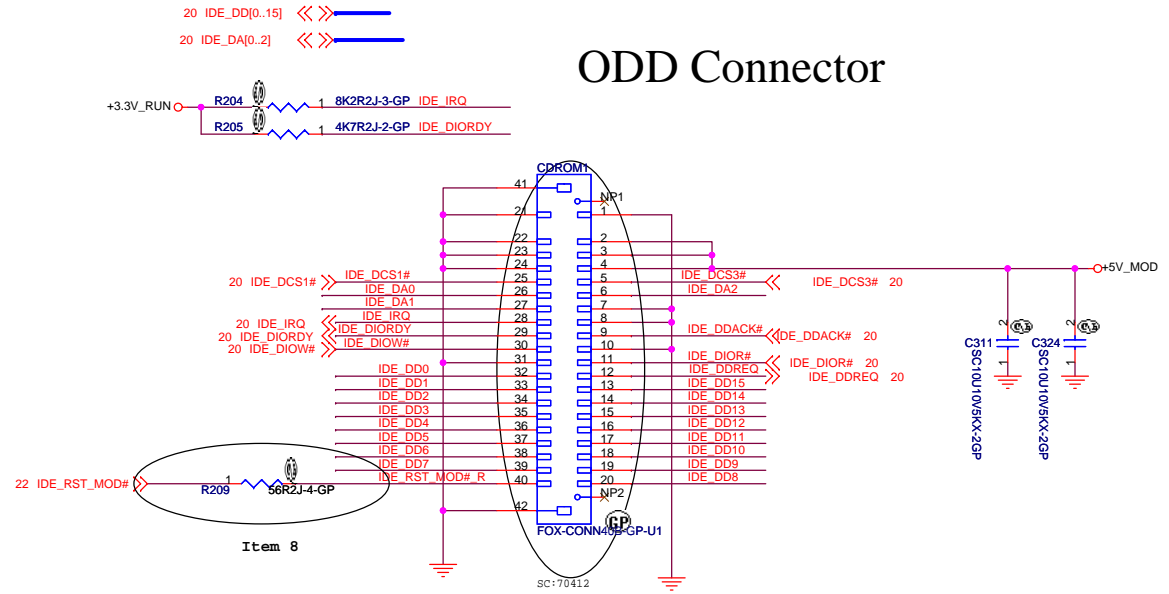 20 IDE_DD[0..15]
20 IDE_DA[0..2]
ODD Connector
+3.3V_RUN
R204 1 8K2R2J-3-GP IDE_IRQ
R205 1 4K7R2J-2-GP IDE_DIORDY
CDROM1
41 NP1
21 1
22 2
23 3
24 4 +5V_MOD
20 IDE_DCS1# IDE_DCS1# 25 5 IDE_DCS3# IDE_DCS3# 20
IDE_DA0 26 6 IDE_DA2
IDE_DA1 27 7
20 IDE_IRQ IDE_IRQ 28 8
20 IDE_DIORDY IDE_DIORDY 29 9 IDE_DDACK# IDE_DDACK# 20
20 IDE_DIOW# IDE_DIOW# 30 10
31 11 IDE_DIOR# IDE_DIOR# 20
IDE_DD0 32 12 IDE_DDREQ IDE_DDREQ 20
IDE_DD1 33 13 IDE_DD15
IDE_DD2 34 14 IDE_DD14
IDE_DD3 35 15 IDE_DD13
IDE_DD4 36 16 IDE_DD12
IDE_DD5 37 17 IDE_DD11
IDE_DD6 38 18 IDE_DD10
IDE_DD7 39 19 IDE_DD9
22 IDE_RST_MOD# R209 1 56R2J-4-GP IDE_RST_MOD#_R 40 20 IDE_DD8
42 NP2
GP
FOX-CONN40B-GP-U1
SC:70412
Item 8
C311 2 1 SC10U10V5KX-2GP
C324 2 1 SC10U10V5KX-2GP